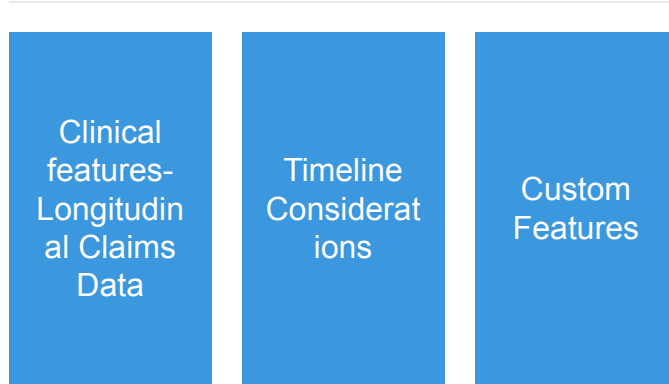 Clinical
features-
Longitudin
al Claims
Data
Timeline
Considerat
ions
Custom
Features